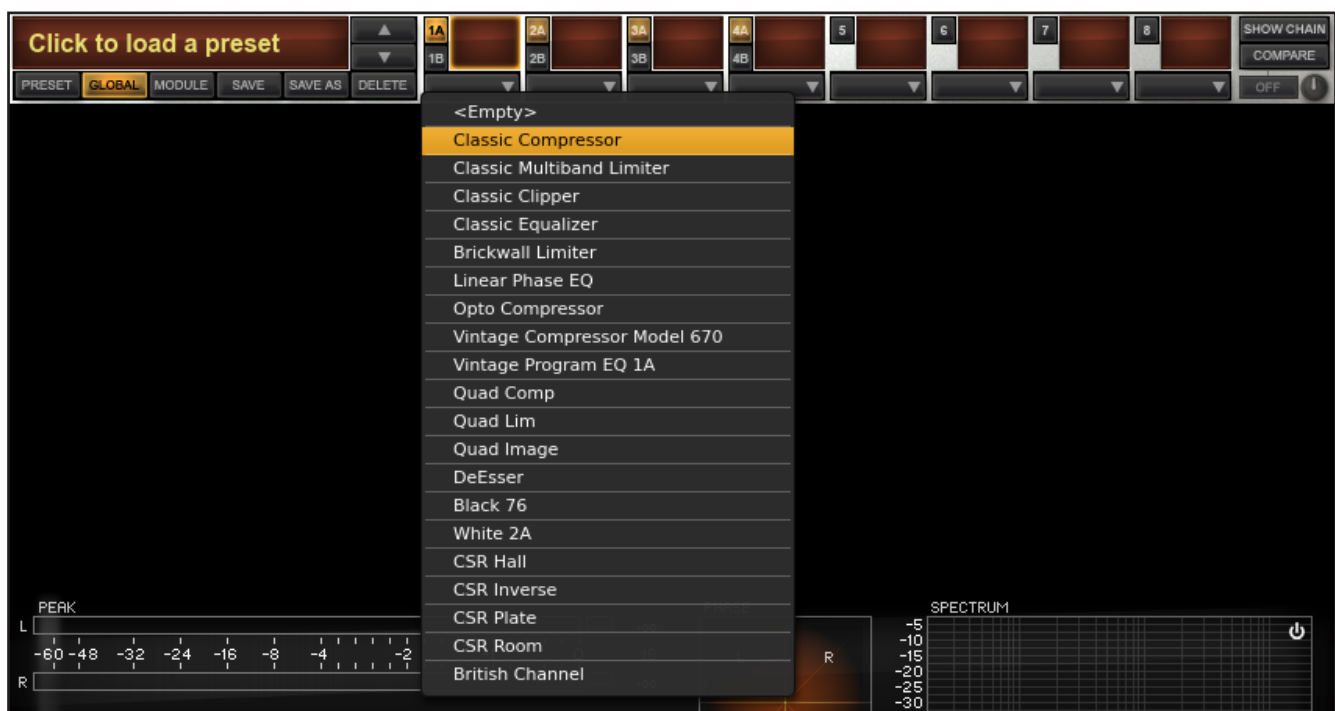 Click to load a preset
1A 2A 3A 4A 5 6 7 8 SHOW CHAIN
1B 2B 3B 4B COMPARE
PRESET GLOBAL MODULE SAVE SAVE AS DELETE OFF
<Empty>
Classic Compressor
Classic Multiband Limiter
Classic Clipper
Classic Equalizer
Brickwall Limiter
Linear Phase EQ
Opto Compressor
Vintage Compressor Model 670
Vintage Program EQ 1A
Quad Comp
Quad Lim
Quad Image
DeEsser
Black 76
White 2A
CSR Hall
CSR Inverse
CSR Plate
CSR Room
British Channel
PEAK
L
-60 -48 -32 -24 -16 -8 -4 -2
R
L R
SPECTRUM
-5
-10
-15
-20
-25
-30